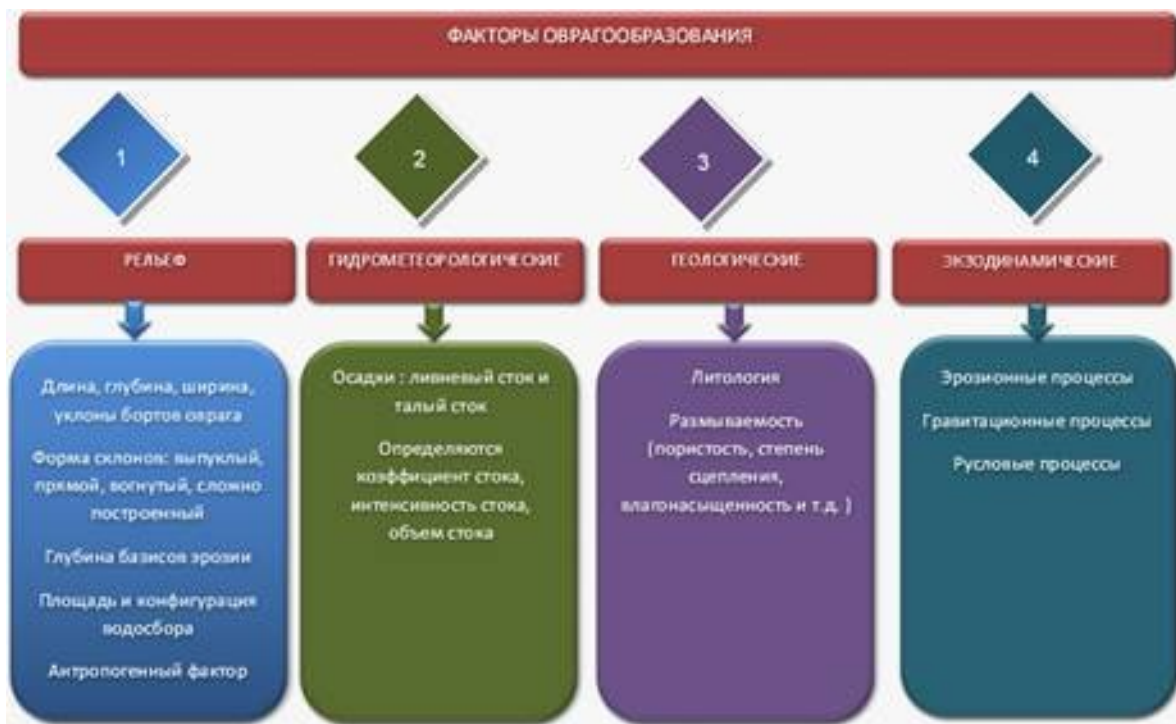 ФАКТОРЫ ОВРАГООБРАЗОВАНИЯ
1
2
3
4
РЕЛЬЕФ
ГИДРОМЕТЕОРОЛОГИЧЕСКИЕ
ГЕОЛОГИЧЕСКИЕ
ЭКЗОДИНАМИЧЕСКИЕ
Длина, глубина, ширина,
уклоны бортов оврага
Форма склонов: выпуклый,
прямой, вогнутый, сложно
построенный
Глубина базисов эрозии
Площадь и конфигурация
водосбора
Антропогенный фактор
Осадки : ливневый сток и
талый сток
Определяются
коэффициент стока,
интенсивность стока,
объем стока
Литология
Размываемость
(пористость, степень
сцепления,
влагонасыщенность и т.д. )
Эрозионные процессы
Гравитационные процессы
Русловые процессы